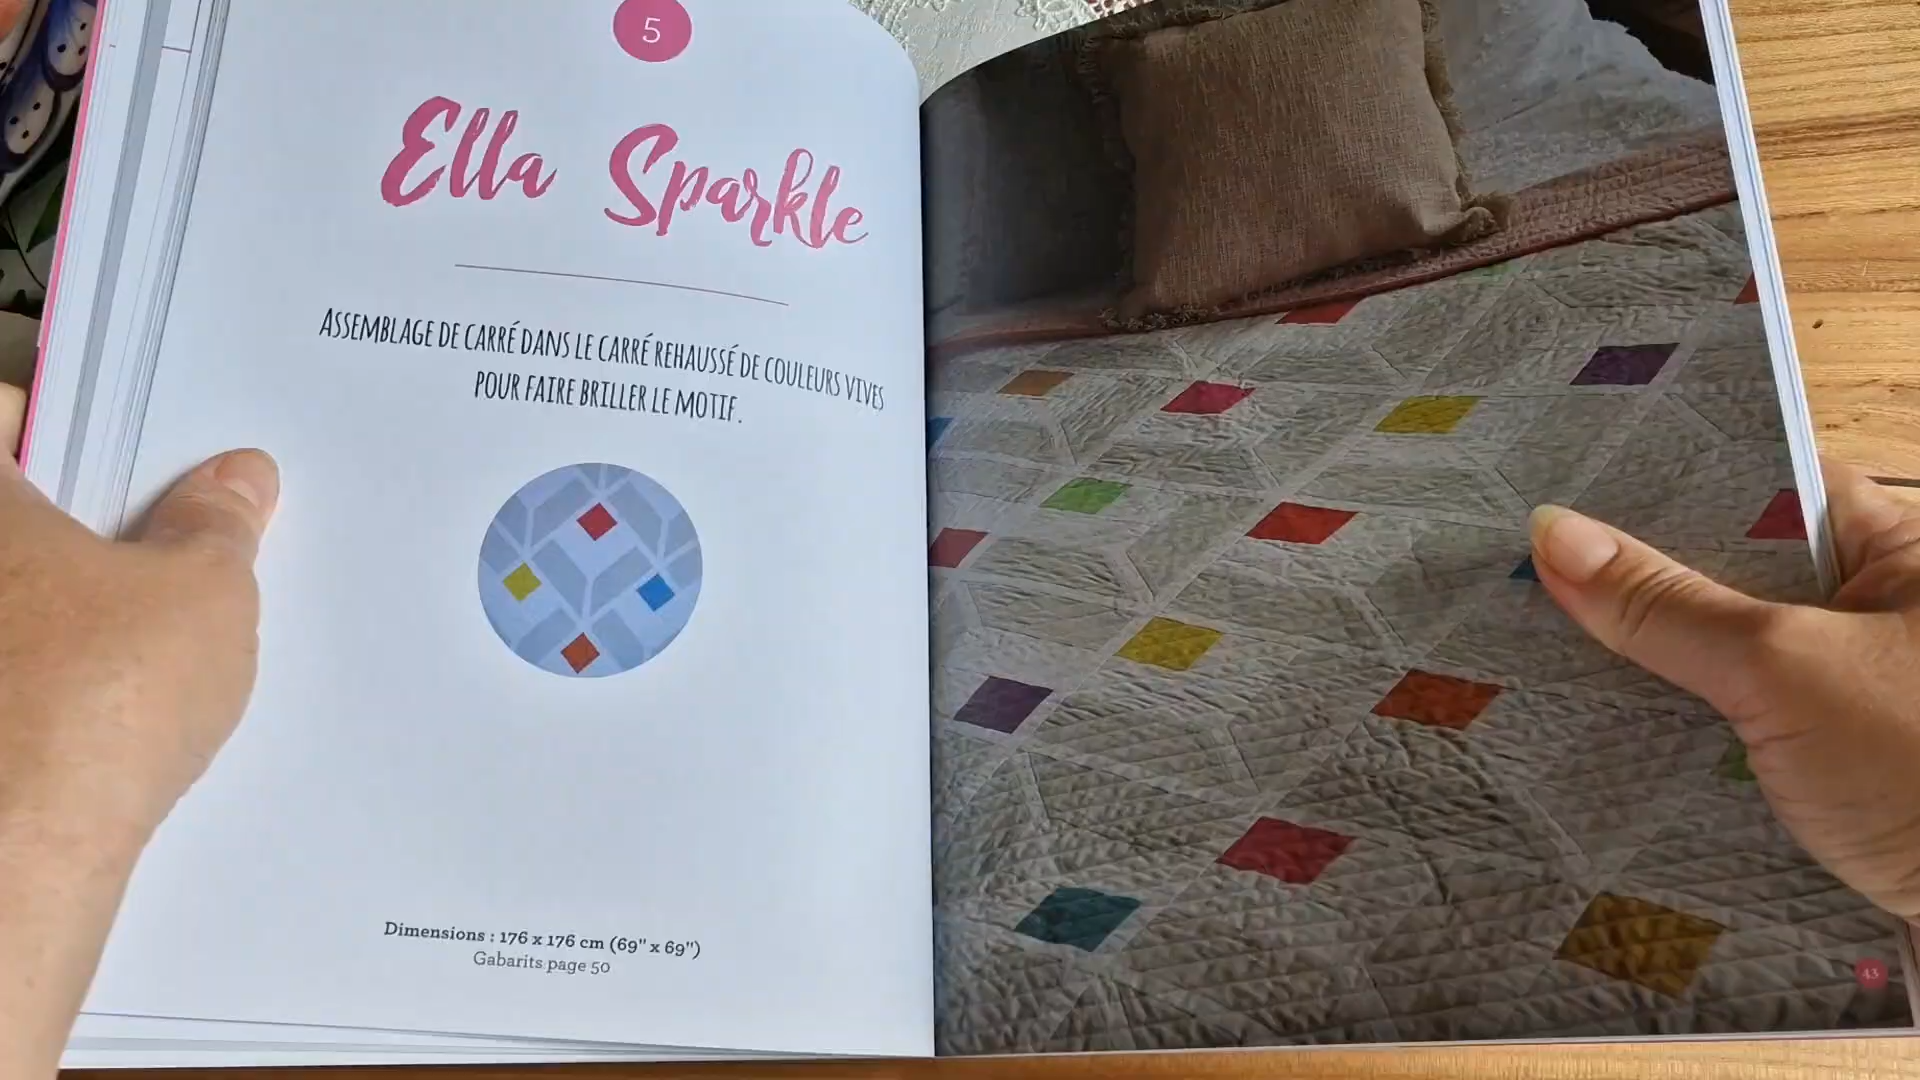 5
Ella Sparkle
ASSEMBLAGE DE CARRÉ DANS LE CARRÉ REHAUSSÉ DE COULEURS VIVES
POUR FAIRE BRILLER LE MOTIF.
Dimensions : 176 x 176 cm (69" x 69")
Gabarits page 50
43